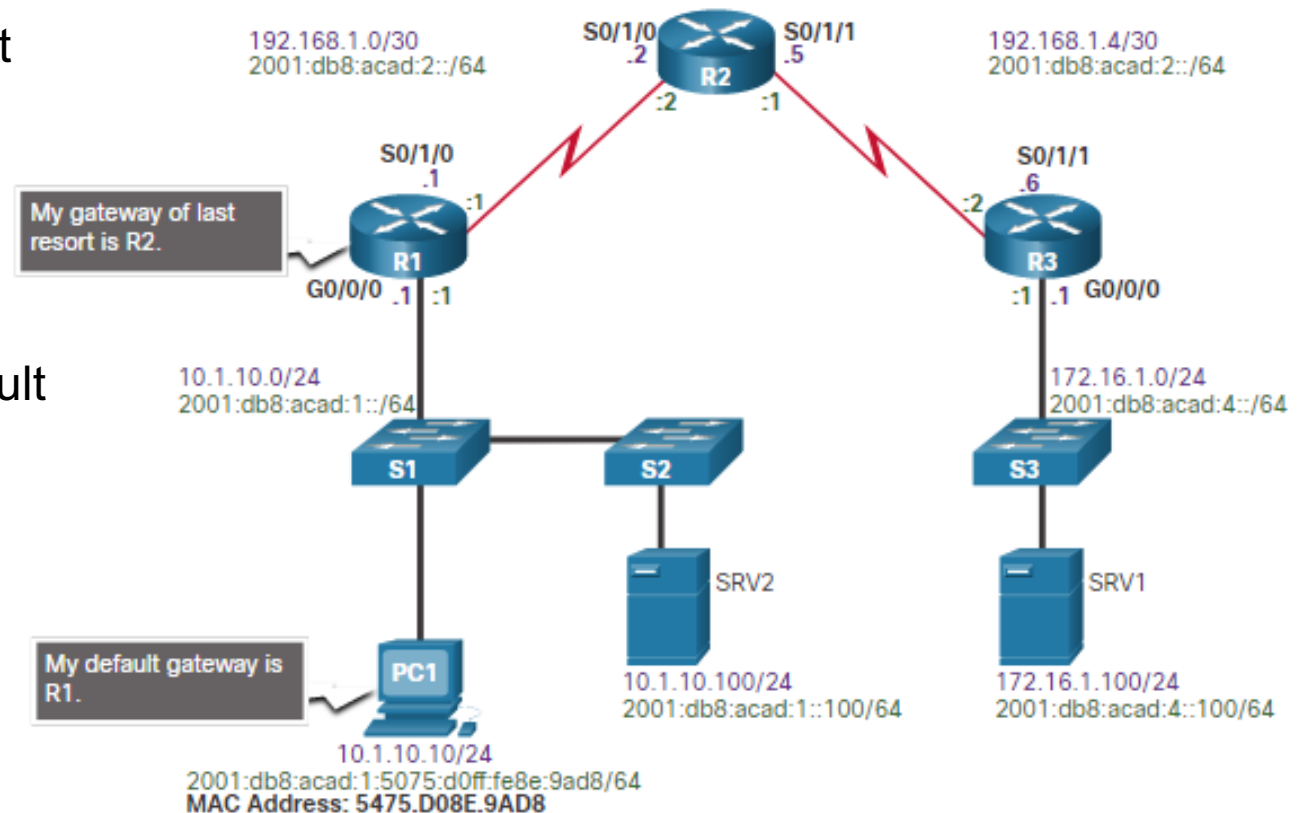 t
192.168.1.0/30
2001:db8:acad:2::/64
S0/1/0
.2
S0/1/1
.5
R2
:2
:1
192.168.1.4/30
2001:db8:acad:2::/64
S0/1/0
.1
:1
My gateway of last
resort is R2.
R1
G0/0/0
.1
:1
S0/1/1
.6
:2
R3
:1
.1
G0/0/0
ult
10.1.10.0/24
2001:db8:acad:1::/64
172.16.1.0/24
2001:db8:acad:4::/64
S1
S2
S3
SRV2
SRV1
My default gateway is
R1.
PC1
10.1.10.100/24
2001:db8:acad:1::100/64
172.16.1.100/24
2001:db8:acad:4::100/64
10.1.10.10/24
2001:db8:acad:1:5075:d0ff:fe8e:9ad8/64
MAC Address: 5475.D08E.9AD8